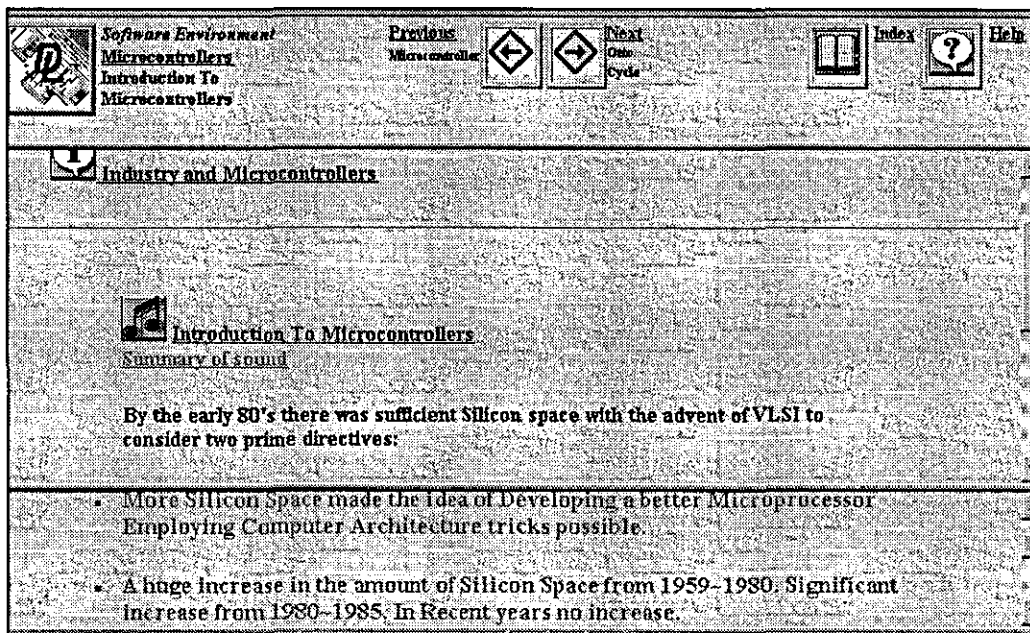 Software Environment
Microcontrollers
Introduction To
Microcontrollers
Previous
Microcontroller
Next
Otto
Cycle
Index
Help
Industry and Microcontrollers
Introduction To Microcontrollers
Summary of sound
By the early 80's there was sufficient Silicon space with the advent of VLSI to
consider two prime directives:
• More Silicon Space made the Idea of Developing a better Microprocessor
Employing Computer Architecture tricks possible.
• A huge increase in the amount of Silicon Space from 1959-1980. Significant
increase from 1980-1985. In Recent years no increase.